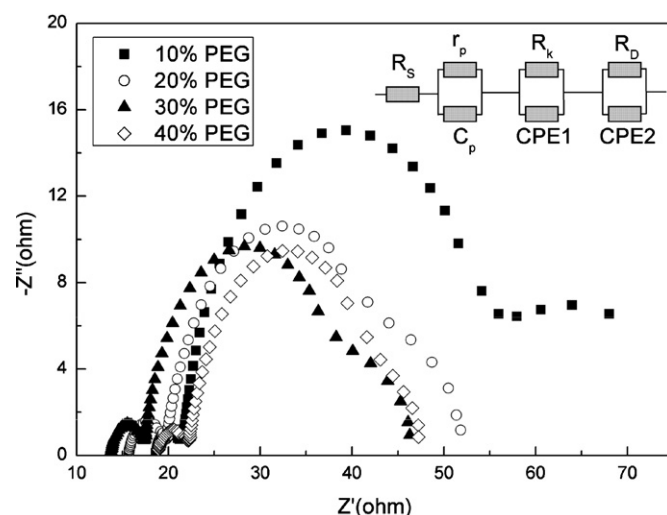 20
16
12
8
4
0
-Z''(ohm)
10% PEG
20% PEG
30% PEG
40% PEG
R_S
r_p
C_p
R_k
CPE1
R_D
CPE2
10 20 30 40 50 60 70
Z'(ohm)